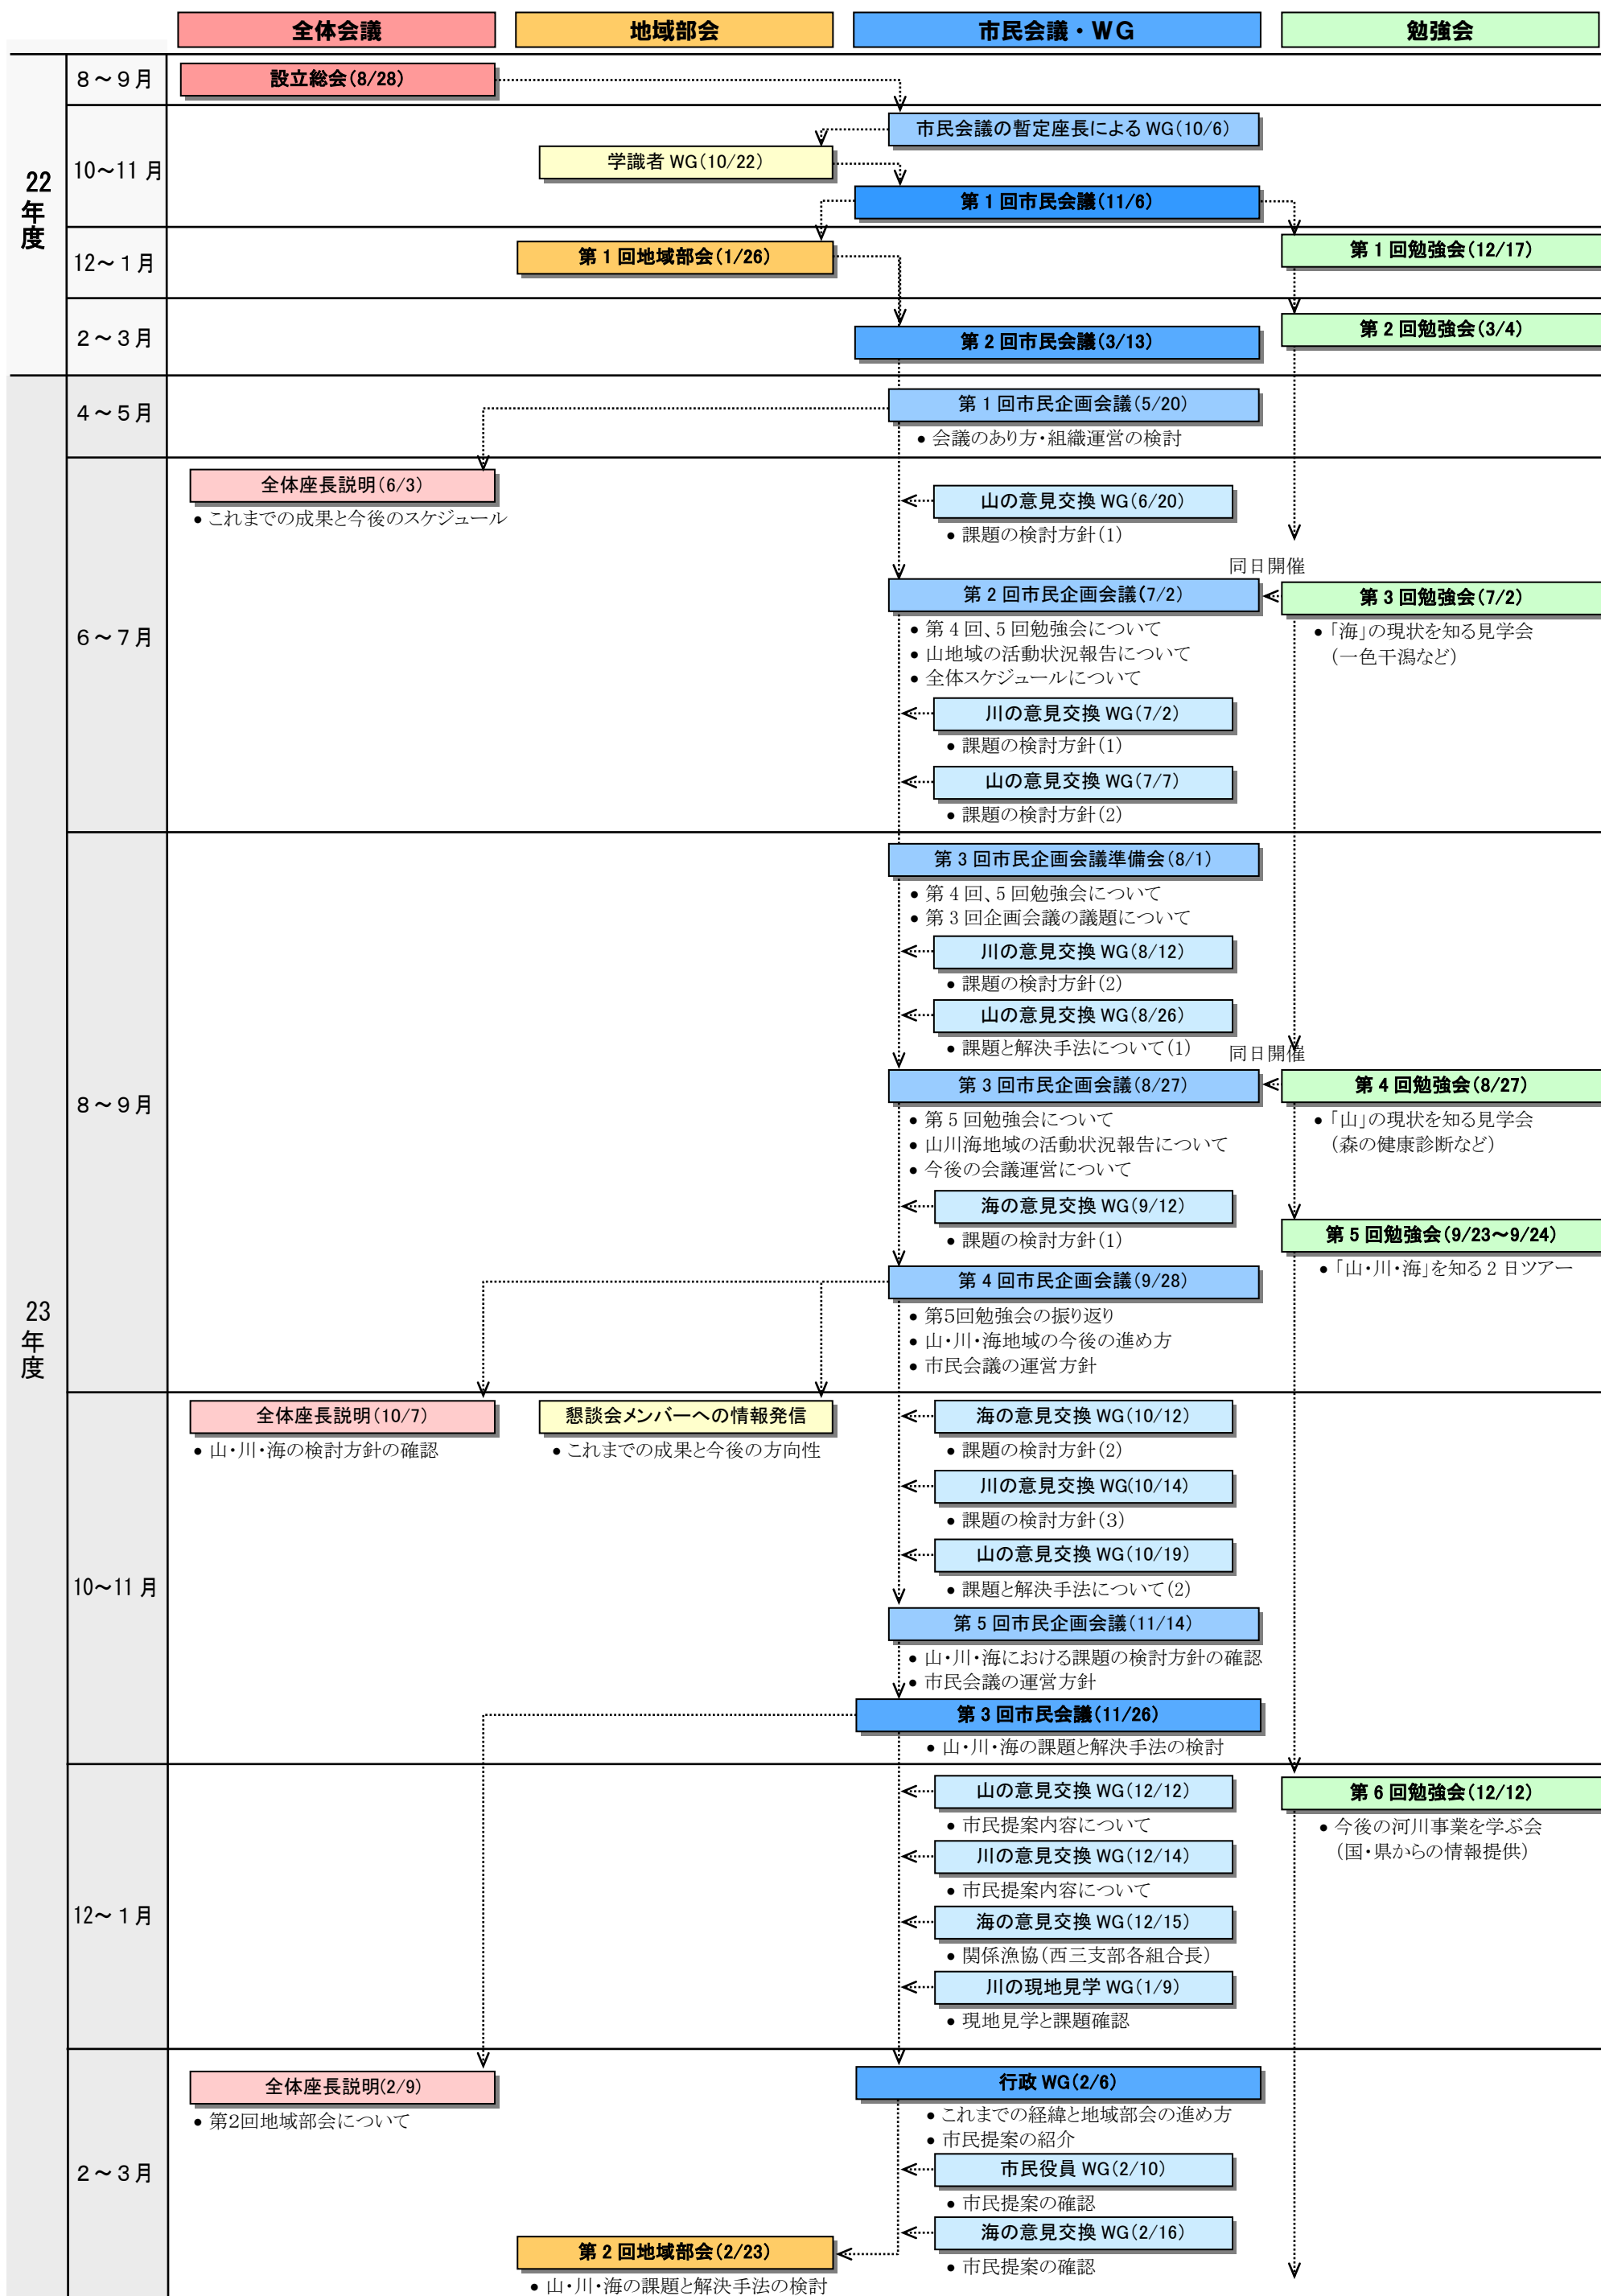 全体会議
地域部会
市民会議・WG
勉強会
22
年
度
8～9月
設立総会(8/28)
10～11月
市民会議の暫定座長による WG(10/6)
学識者 WG(10/22)
第1回市民会議(11/6)
12～1月
第1回地域部会(1/26)
第1回勉強会(12/17)
2～3月
第2回市民会議(3/13)
第2回勉強会(3/4)
23
年
度
4～5月
第1回市民企画会議(5/20)
● 会議のあり方・組織運営の検討
6～7月
全体座長説明(6/3)
● これまでの成果と今後のスケジュール
山の意見交換 WG(6/20)
● 課題の検討方針(1)
同日開催
第2回市民企画会議(7/2)
第3回勉強会(7/2)
● 第4回、5回勉強会について
● 山地域の活動状況報告について
● 全体スケジュールについて
● 「海」の現状を知る見学会
(一色干潟など)
川の意見交換 WG(7/2)
● 課題の検討方針(1)
山の意見交換 WG(7/7)
● 課題の検討方針(2)
8～9月
第3回市民企画会議準備会(8/1)
● 第4回、5回勉強会について
● 第3回企画会議の議題について
川の意見交換 WG(8/12)
● 課題の検討方針(2)
山の意見交換 WG(8/26)
● 課題と解決手法について(1)
同日開催
第3回市民企画会議(8/27)
第4回勉強会(8/27)
● 第5回勉強会について
● 山川海地域の活動状況報告について
● 今後の会議運営について
● 「山」の現状を知る見学会
(森の健康診断など)
海の意見交換 WG(9/12)
● 課題の検討方針(1)
第5回勉強会(9/23～9/24)
● 「山・川・海」を知る2日ツアー
第4回市民企画会議(9/28)
● 第5回勉強会の振り返り
● 山・川・海地域の今後の進め方
● 市民会議の運営方針
10～11月
全体座長説明(10/7)
● 山・川・海の検討方針の確認
懇談会メンバーへの情報発信
● これまでの成果と今後の方向性
海の意見交換 WG(10/12)
● 課題の検討方針(2)
川の意見交換 WG(10/14)
● 課題の検討方針(3)
山の意見交換 WG(10/19)
● 課題と解決手法について(2)
第5回市民企画会議(11/14)
● 山・川・海における課題の検討方針の確認
● 市民会議の運営方針
第3回市民会議(11/26)
● 山・川・海の課題と解決手法の検討
12～1月
山の意見交換 WG(12/12)
● 市民提案内容について
第6回勉強会(12/12)
● 今後の河川事業を学ぶ会
(国・県からの情報提供)
川の意見交換 WG(12/14)
● 市民提案内容について
海の意見交換 WG(12/15)
● 関係漁協(西三支部各組合長)
川の現地見学 WG(1/9)
● 現地見学と課題確認
2～3月
全体座長説明(2/9)
● 第2回地域部会について
行政 WG(2/6)
● これまでの経緯と地域部会の進め方
● 市民提案の紹介
市民役員 WG(2/10)
● 市民提案の確認
海の意見交換 WG(2/16)
● 市民提案の確認
第2回地域部会(2/23)
● 山・川・海の課題と解決手法の検討